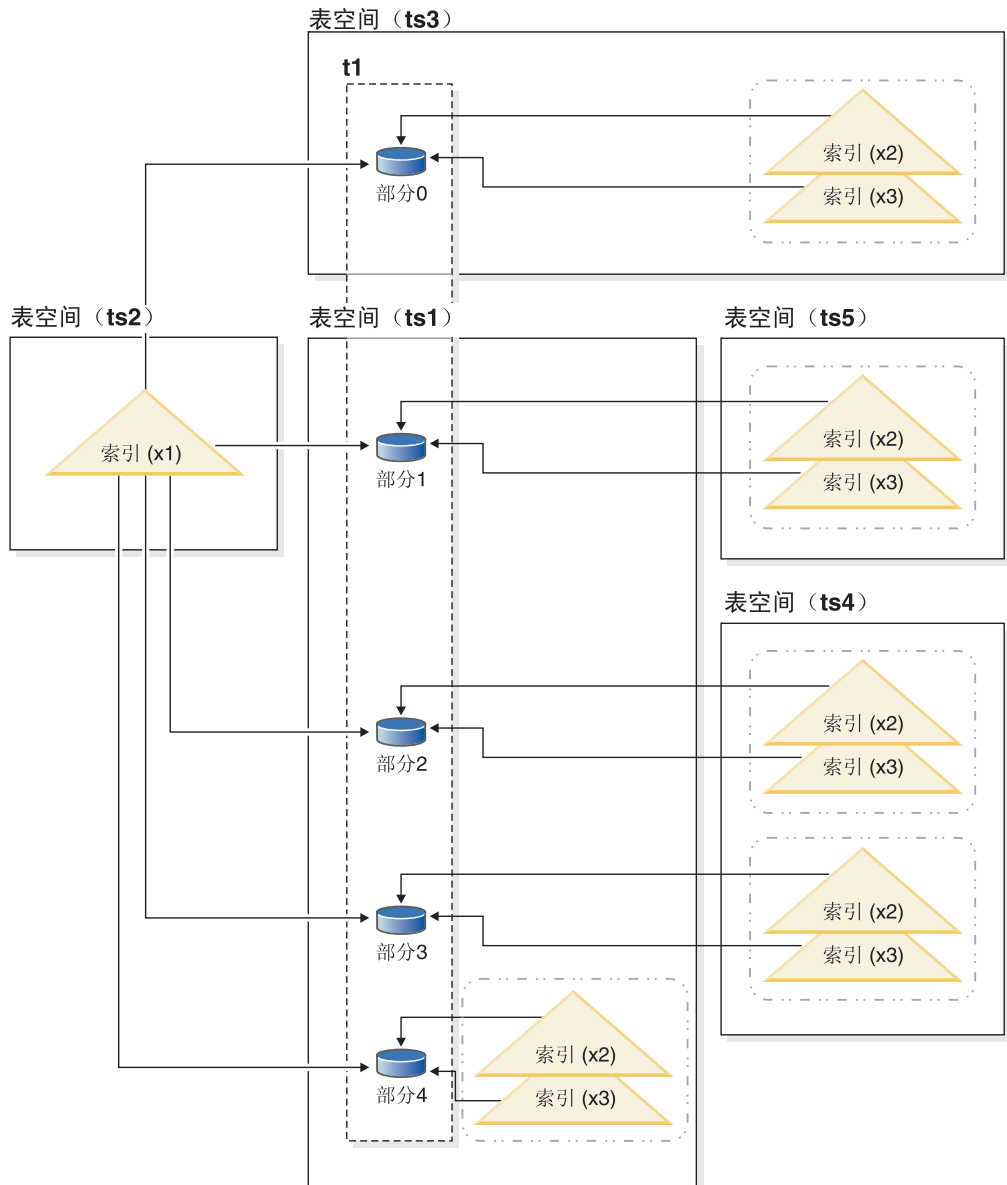 表空间（ts3）
t1
部分0
索引 (x2)
索引 (x3)
表空间（ts2）
索引 (x1)
表空间（ts1）
部分1
部分2
部分3
部分4
索引 (x2)
索引 (x3)
表空间（ts5）
索引 (x2)
索引 (x3)
表空间（ts4）
索引 (x2)
索引 (x3)
索引 (x2)
索引 (x3)